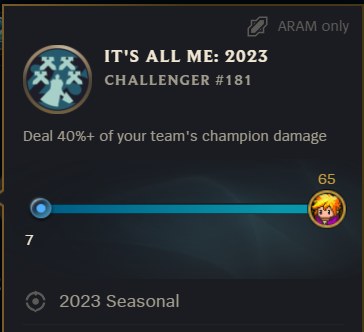 ARAM only
IT'S ALL ME: 2023
CHALLENGER #181
Deal 40%+ of your team's champion damage
65
7
2023 Seasonal